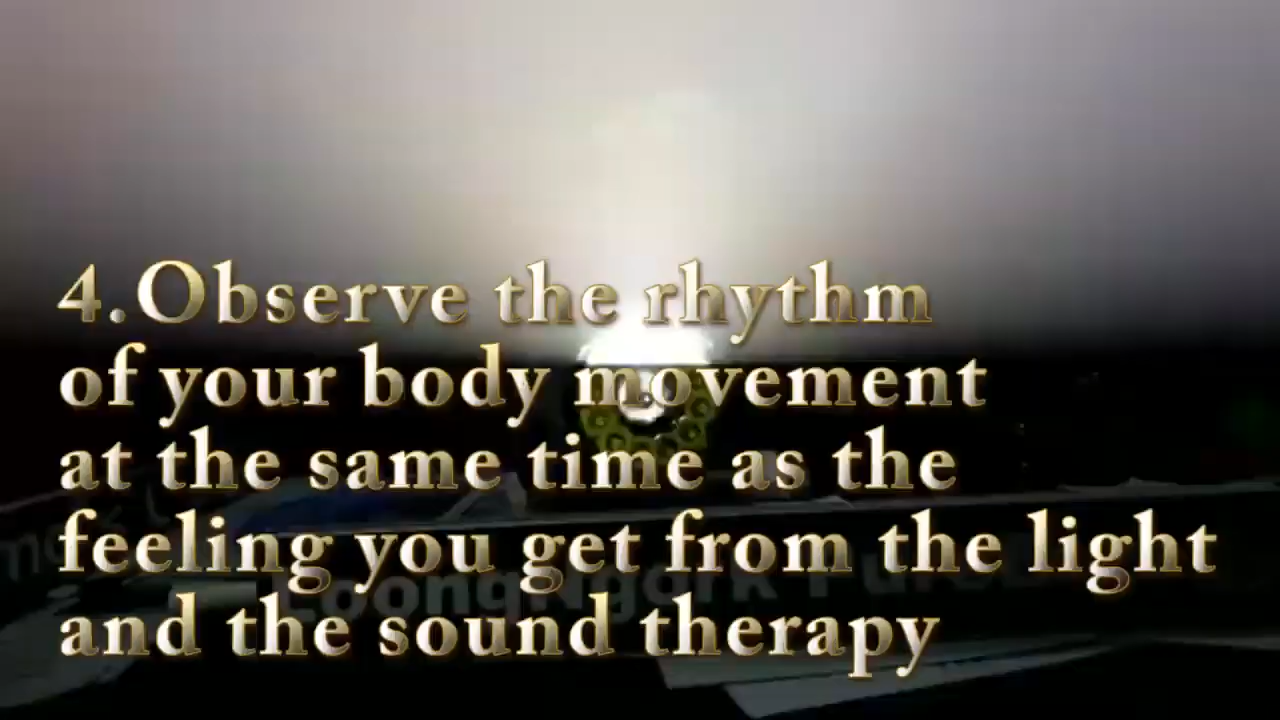 4.Observe the rhythm
of your body movement
at the same time as the
feeling you get from the light
and the sound therapy